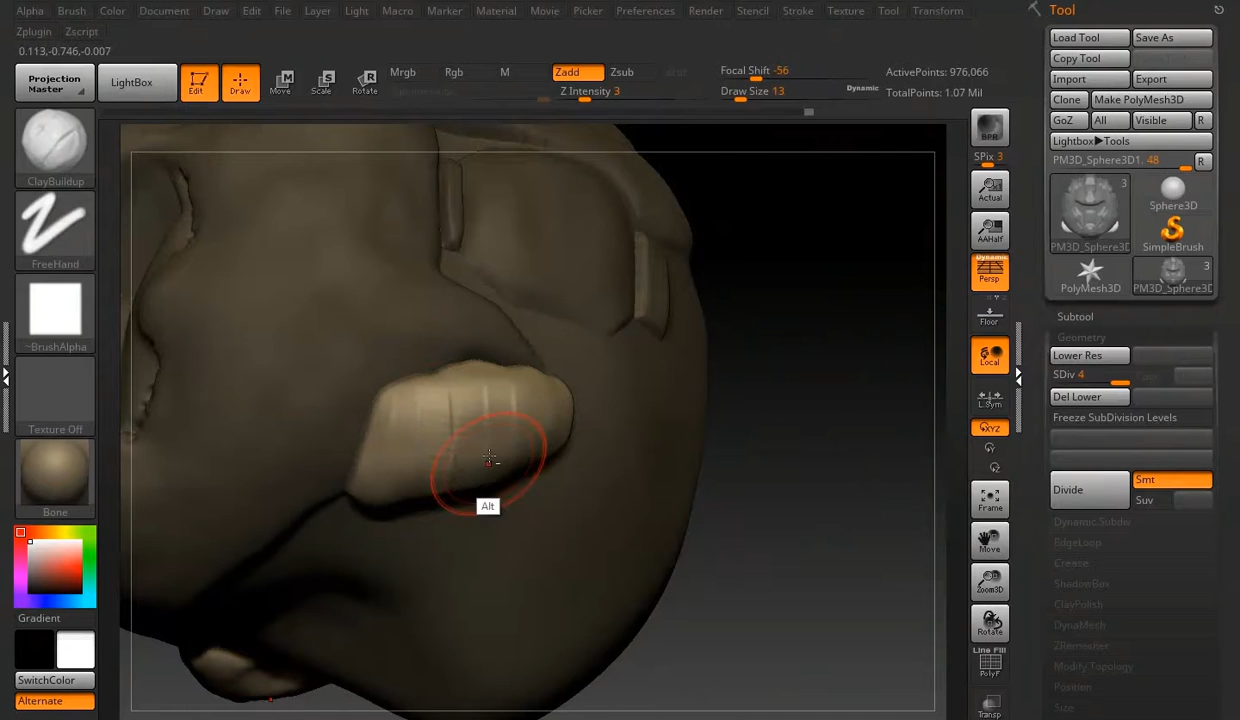 Alpha Brush Color Document Draw Edit File Layer Light Macro Marker Material Movie Picker Preferences Render Stencil Stroke Texture Tool Transform
Zplugin Zscript
0.113,-0.746,-0.007
Projection Master
LightBox
Edit
Draw
Move
Scale
Rotate
Mrgb Rgb M
Zadd Zsub
Z Intensity 3
Focal Shift -56
Draw Size 13
Dynamic
ActivePoints: 976,066
TotalPoints: 1.07 Mil
ClayBuildup
FreeHand
~BrushAlpha
Texture Off
Bone
Gradient
SwitchColor
Alternate
Alt
BPR
SPix 3
Actual
AAHalf
Dynamic
Persp
Floor
Local
L.Sym
XYZ
Y
Z
Frame
Move
Zoom3D
Rotate
Line Fill
PolyF
Transp
Tool
Load Tool Save As
Copy Tool
Import Export
Clone Make PolyMesh3D
GoZ All Visible R
Lightbox▶Tools
PM3D_Sphere3D1. 48 R
3
PM3D_Sphere3D
Sphere3D
SimpleBrush
PolyMesh3D
3
PM3D_Sphere3D
Subtool
Geometry
Lower Res
SDiv 4
Del Lower
Freeze SubDivision Levels
Divide
Smt
Suv
Dynamic Subdiv
EdgeLoop
Crease
ShadowBox
ClayPolish
DynaMesh
ZRemesher
Modify Topology
Position
Size